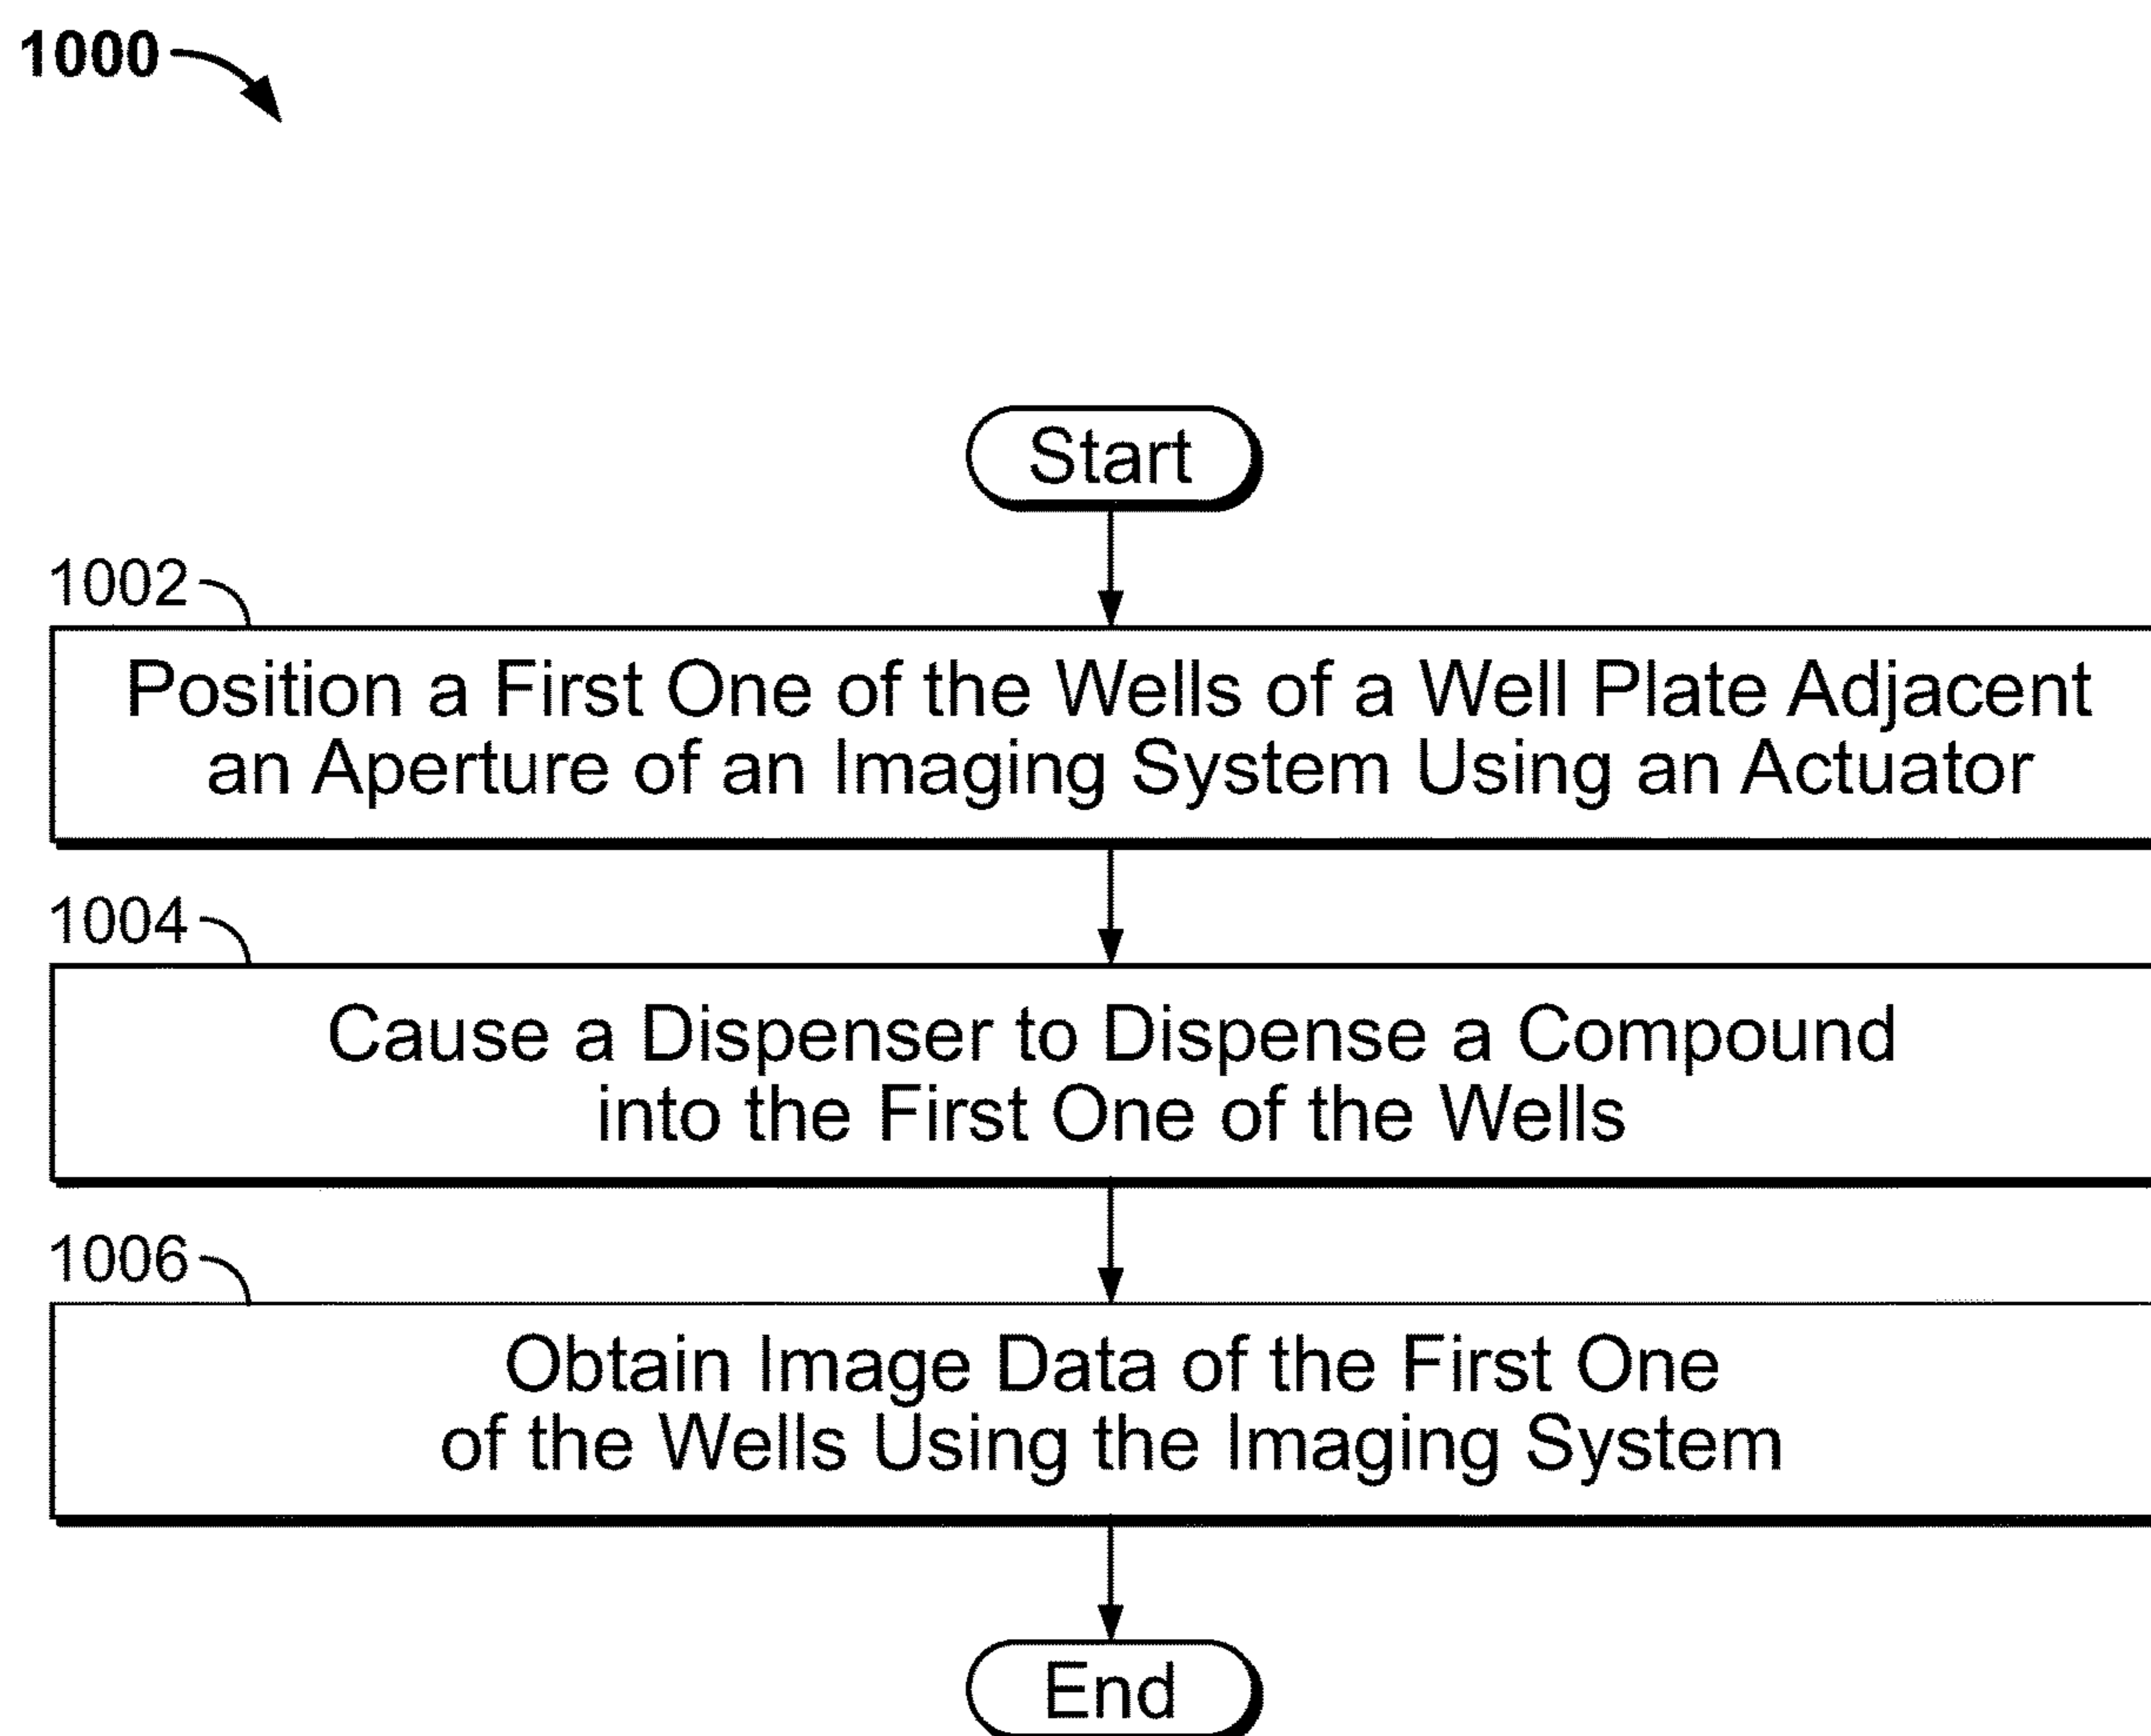 1000
Start
1002
Position a First One of the Wells of a Well Plate Adjacent
an Aperture of an Imaging System Using an Actuator
1004
Cause a Dispenser to Dispense a Compound
into the First One of the Wells
1006
Obtain Image Data of the First One
of the Wells Using the Imaging System
End